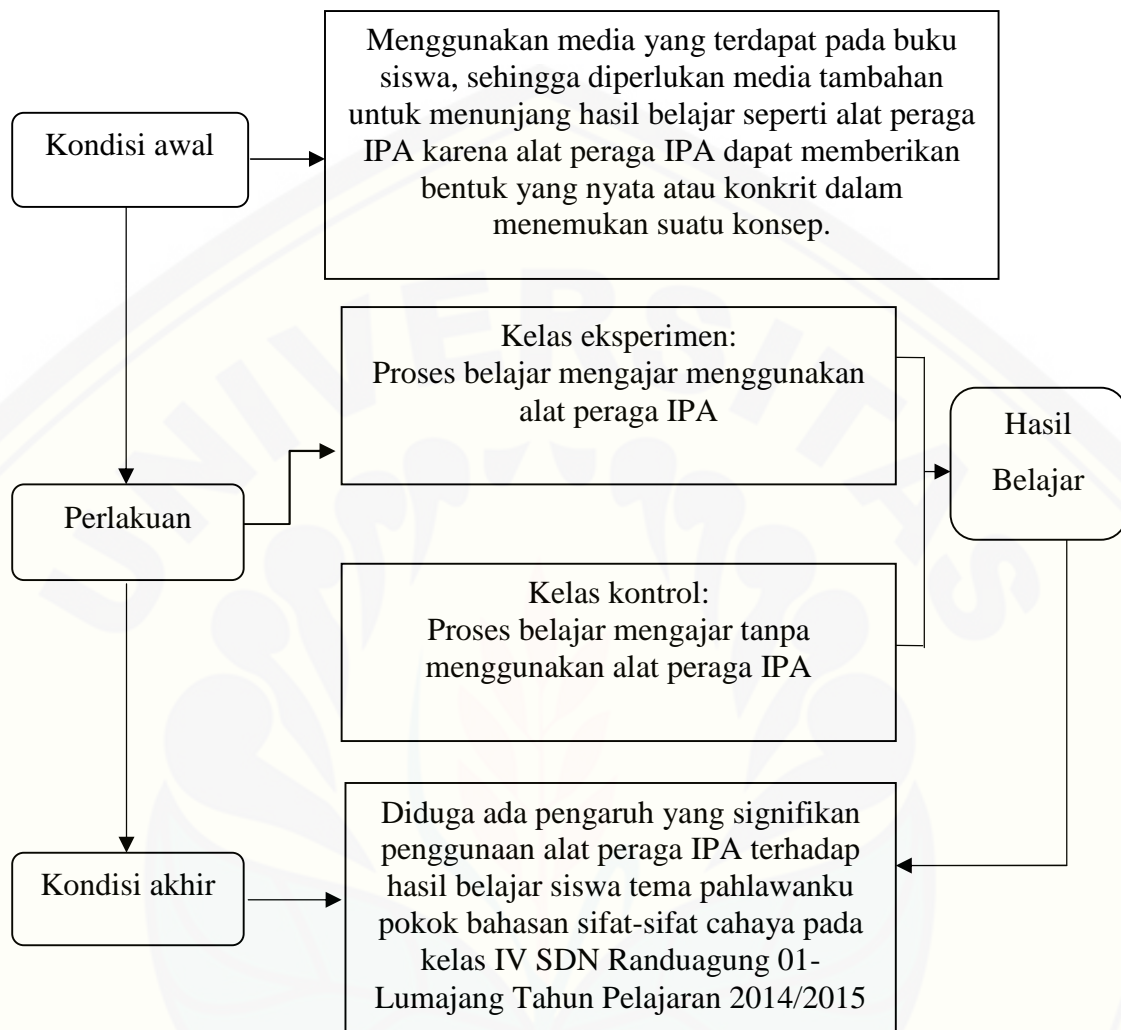 Menggunakan media yang terdapat pada buku
siswa, sehingga diperlukan media tambahan
untuk menunjang hasil belajar seperti alat peraga
IPA karena alat peraga IPA dapat memberikan
bentuk yang nyata atau konkrit dalam
menemukan suatu konsep.
Kondisi awal
Kelas eksperimen:
Proses belajar mengajar menggunakan
alat peraga IPA
Hasil
Belajar
Perlakuan
Kelas kontrol:
Proses belajar mengajar tanpa
menggunakan alat peraga IPA
Kondisi akhir
Diduga ada pengaruh yang signifikan
penggunaan alat peraga IPA terhadap
hasil belajar siswa tema pahlawanku
pokok bahasan sifat-sifat cahaya pada
kelas IV SDN Randuagung 01-
Lumajang Tahun Pelajaran 2014/2015
UNIVERSITAS